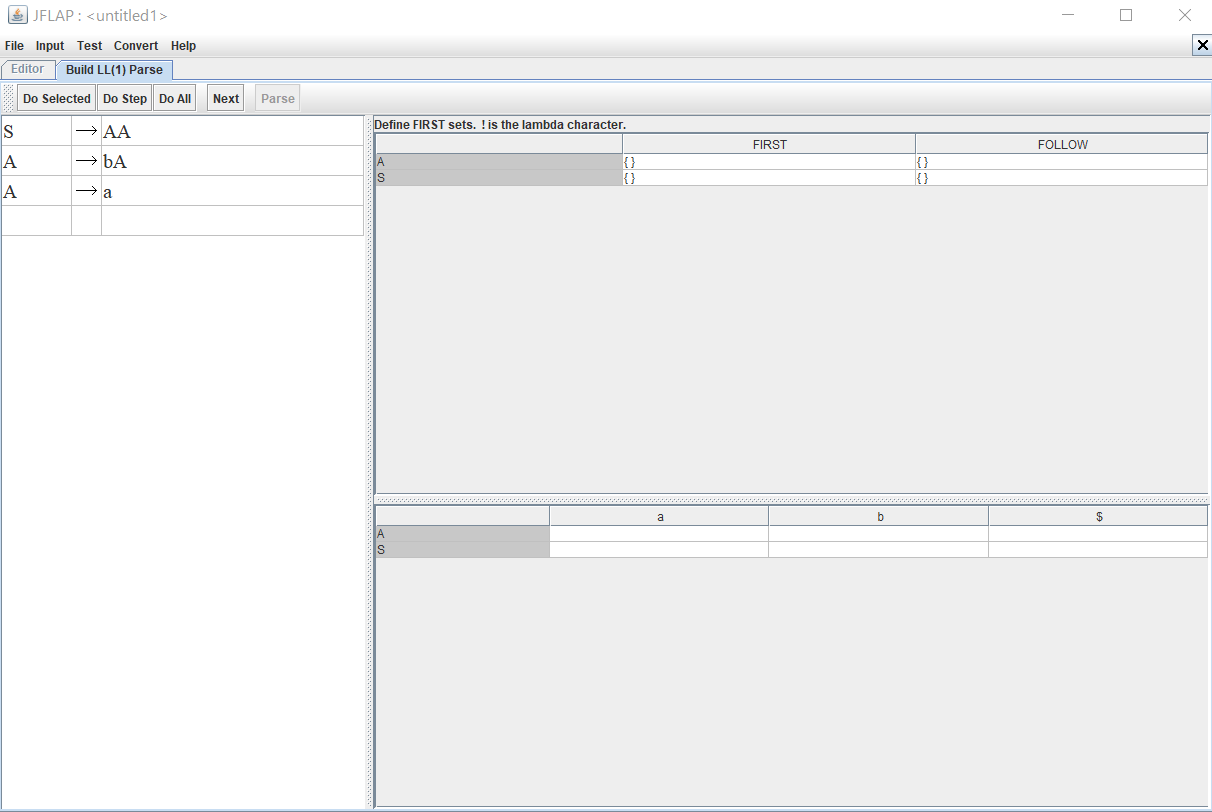 JFLAP : <untitled1>
File Input Test Convert Help
Editor Build LL(1) Parse
Do Selected Do Step Do All Next Parse
S → AA
A → bA
A → a
Define FIRST sets. ! is the lambda character.
FIRST FOLLOW
A { } { }
S { } { }
a b $
A
S